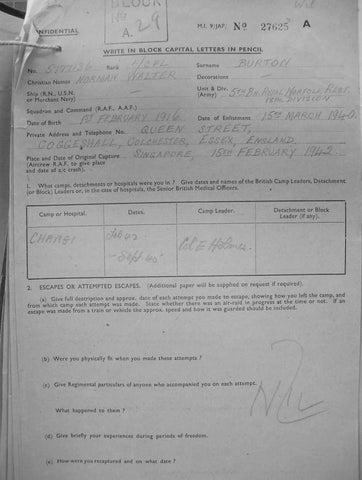 BLOCK
No
A. 29
CONFIDENTIAL
M.I. 9/JAP/ No 27625 A
WRITE IN BLOCK CAPITAL LETTERS IN PENCIL
No. 5777136 Rank L/CPL Surname BURTON
Christian Names NORMAN WALTER Decorations -
Ship (R.N., U.S.N. or Merchant Navy) Unit & Div. (Army) 5TH BN. ROYAL NORFOLK REGT. 18TH DIVISION
Squadron and Command (R.A.F., A.A.F.)
Date of Birth 1ST FEBRUARY 1916 Date of Enlistment 15TH MARCH 1940.
Private Address and Telephone No. QUEEN STREET,
COGGESHALL, COLCHESTER, ESSEX, ENGLAND
Place and Date of Original Capture SINGAPORE, 15TH FEBRUARY 1942
(Aircrew R.A.F. to give place
and date of a/c crash).
1. What camps, detachments or hospitals were you in ? Give dates and names of the British Camp Leaders, Detachment
(or Block) Leaders or, in the case of hospitals, the Senior British Medical Officers.
Camp or Hospital. Dates. Camp Leader. Detachment or Block Leader (if any).
CHANGI Feb 42 Col E Holmes
- Sept 45
2. ESCAPES OR ATTEMPTED ESCAPES. (Additional paper will be supplied on request if required).
(a) Give full description and approx. date of each attempt you made to escape, showing how you left the camp, and
from which camp each attempt was made. State whether there was an air-raid in progress at the time or not. If an
escape was made from a train or vehicle the approx. speed and how it was guarded should be included.
(b) Were you physically fit when you made these attempts ?
(c) Give Regimental particulars of anyone who accompanied you on each attempt.
NIL
What happened to them ?
(d) Give briefly your experiences during periods of freedom.
(e) How were you recaptured and on what date ?